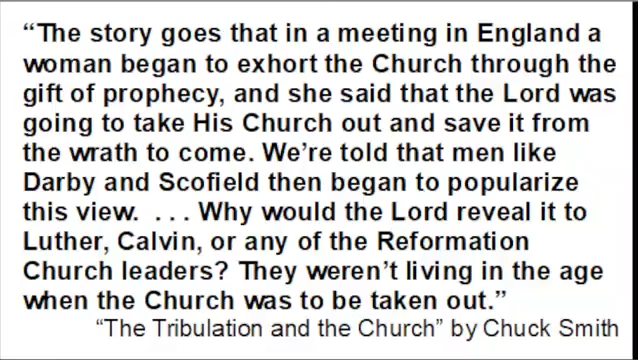 “The story goes that in a meeting in England a
woman began to exhort the Church through the
gift of prophecy, and she said that the Lord was
going to take His Church out and save it from
the wrath to come. We’re told that men like
Darby and Scofield then began to popularize
this view.  . . . Why would the Lord reveal it to
Luther, Calvin, or any of the Reformation
Church leaders? They weren’t living in the age
when the Church was to be taken out.”
“The Tribulation and the Church” by Chuck Smith